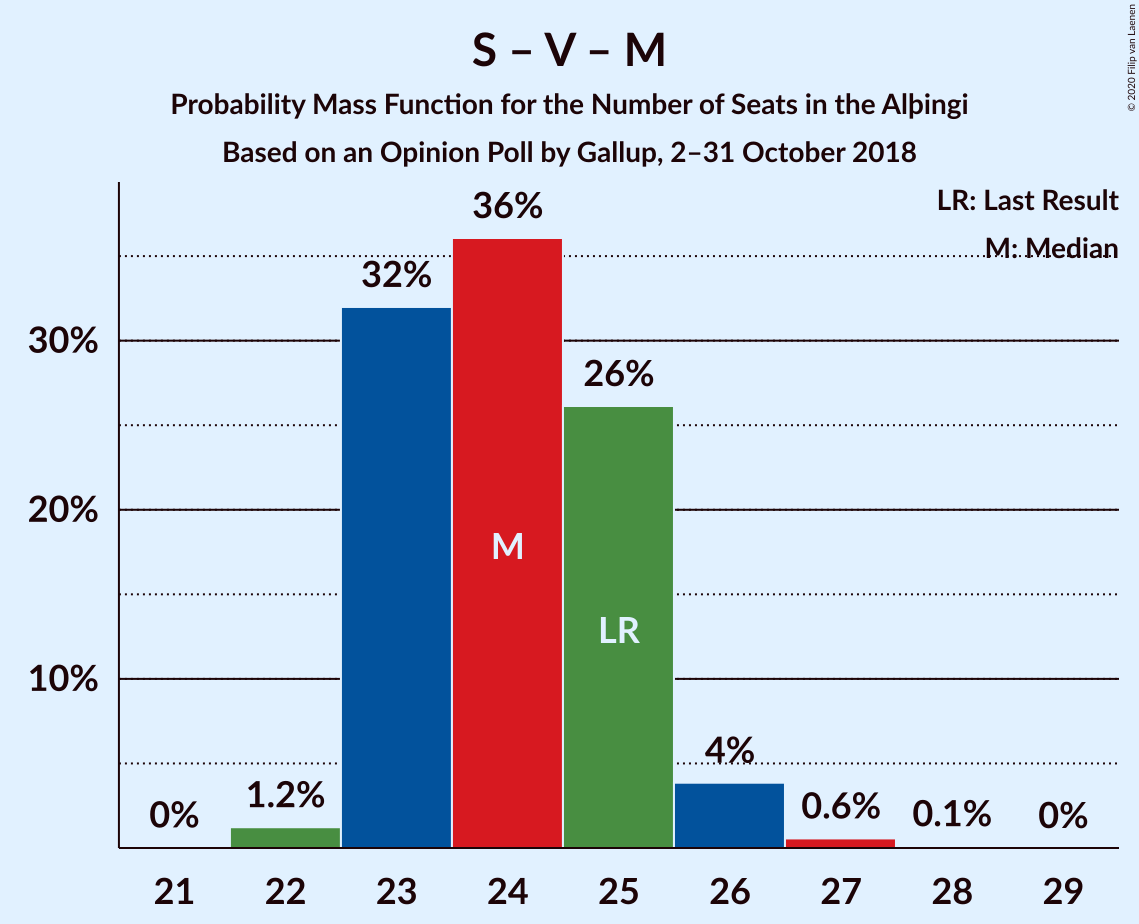 S – V – M
Probability Mass Function for the Number of Seats in the Alþingi
Based on an Opinion Poll by Gallup, 2–31 October 2018
© 2020 Filip van Laenen
LR: Last Result
M: Median
36%
32%
30%
26%
20%
M
LR
10%
4%
1.2%
0.6%
0%
0.1%
0%
21 22 23 24 25 26 27 28 29